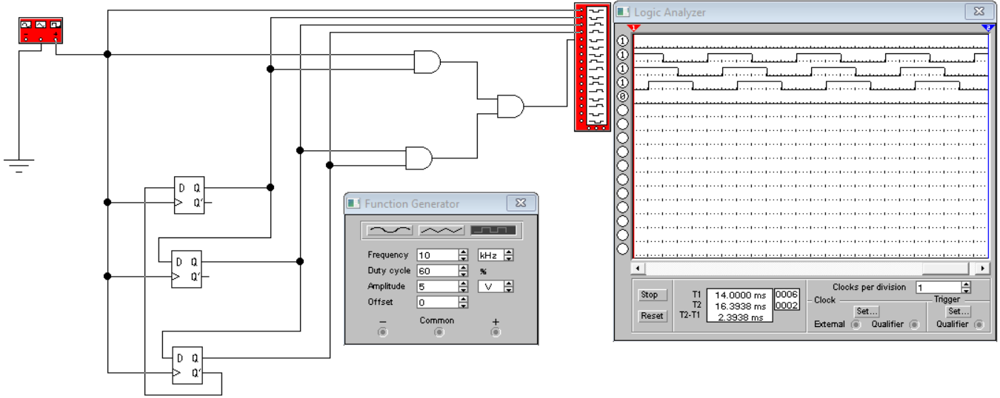 Logic Analyzer
1 2
1
1
1
1
0
D Q
Q'
D Q
Q'
D Q
Q'
Function Generator
Frequency 10 kHz
Duty cycle 60 %
Amplitude 5 V
Offset 0
− Common +
Stop
Reset
T1 14.0000 ms 0006
T2 16.3938 ms 0002
T2-T1 2.3938 ms
Clocks per division 1
Clock
Set...
External Qualifier
Trigger
Set...
Qualifier